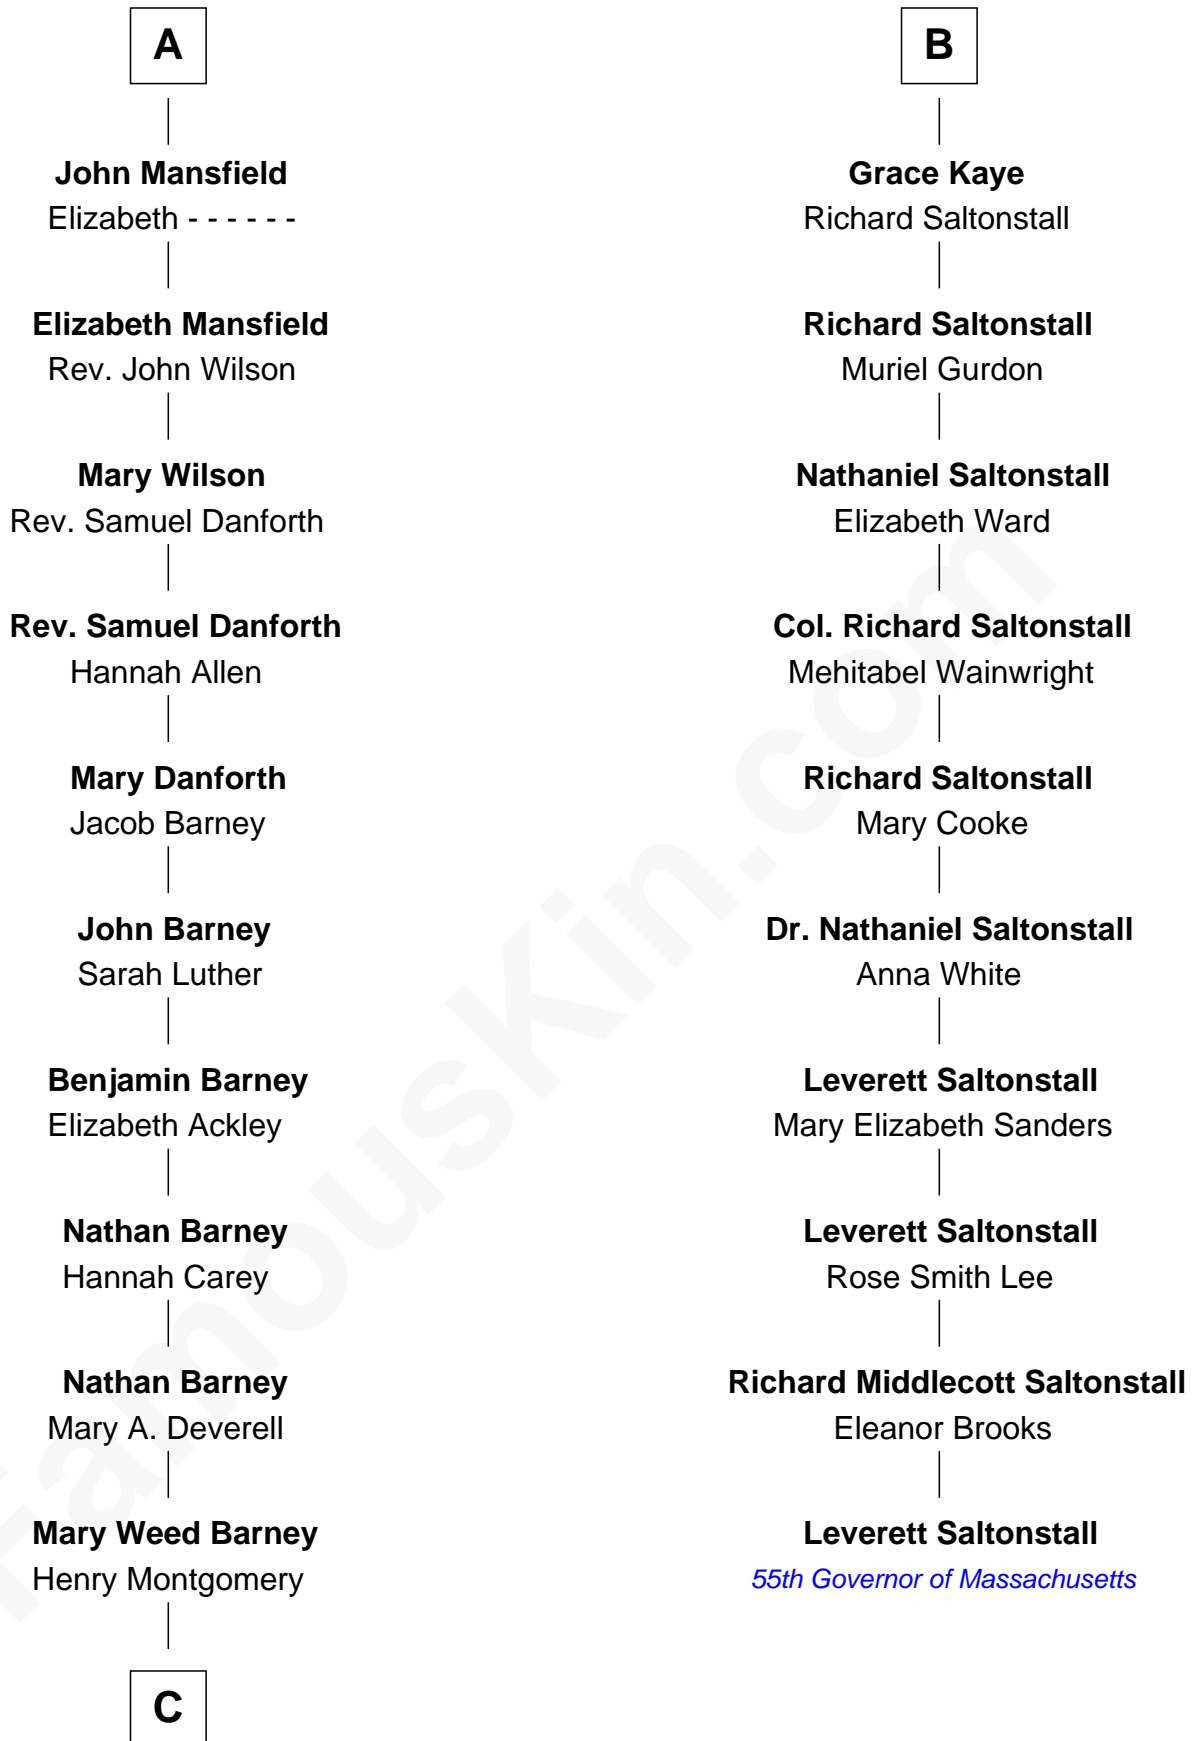 A
John Mansfield
Elizabeth - - - - - -
Elizabeth Mansfield
Rev. John Wilson
Mary Wilson
Rev. Samuel Danforth
Rev. Samuel Danforth
Hannah Allen
Mary Danforth
Jacob Barney
John Barney
Sarah Luther
Benjamin Barney
Elizabeth Ackley
Nathan Barney
Hannah Carey
Nathan Barney
Mary A. Deverell
Mary Weed Barney
Henry Montgomery
C
B
Grace Kaye
Richard Saltonstall
Richard Saltonstall
Muriel Gurdon
Nathaniel Saltonstall
Elizabeth Ward
Col. Richard Saltonstall
Mehitabel Wainwright
Richard Saltonstall
Mary Cooke
Dr. Nathaniel Saltonstall
Anna White
Leverett Saltonstall
Mary Elizabeth Sanders
Leverett Saltonstall
Rose Smith Lee
Richard Middlecott Saltonstall
Eleanor Brooks
Leverett Saltonstall
55th Governor of Massachusetts
FamousKin.com